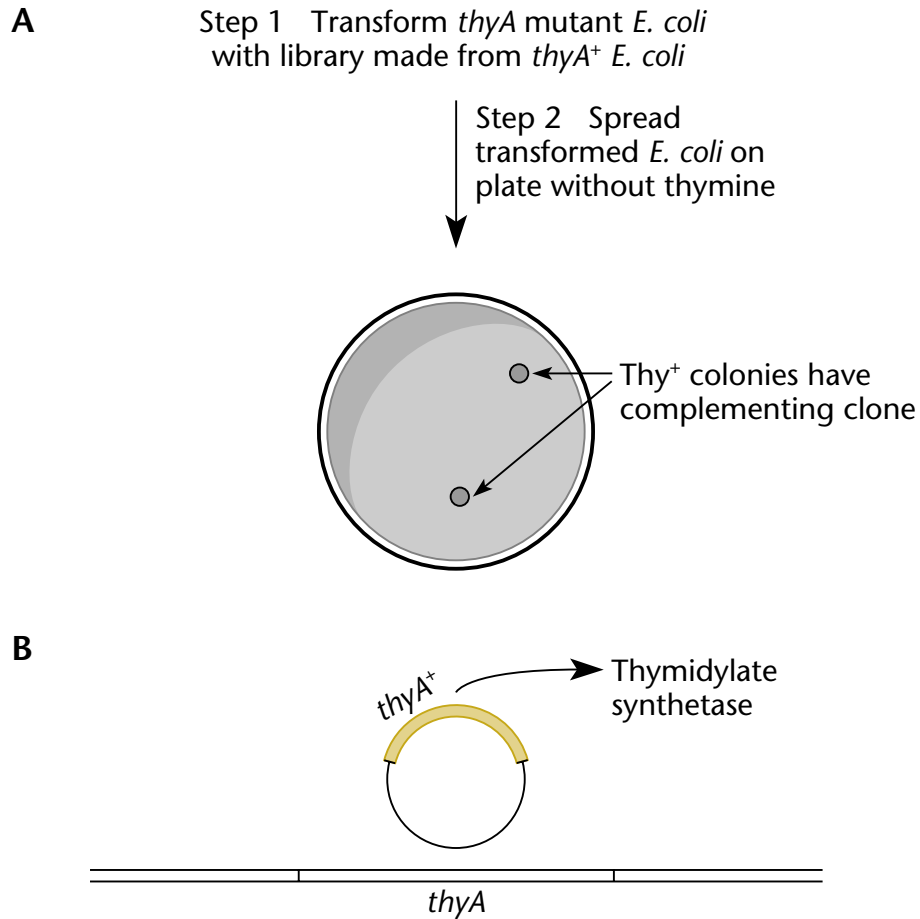 A
Step 1 Transform thyA mutant E. coli
with library made from thyA⁺ E. coli
Step 2 Spread
transformed E. coli on
plate without thymine
Thy⁺ colonies have
complementing clone
B
thyA⁺
Thymidylate
synthetase
thyA